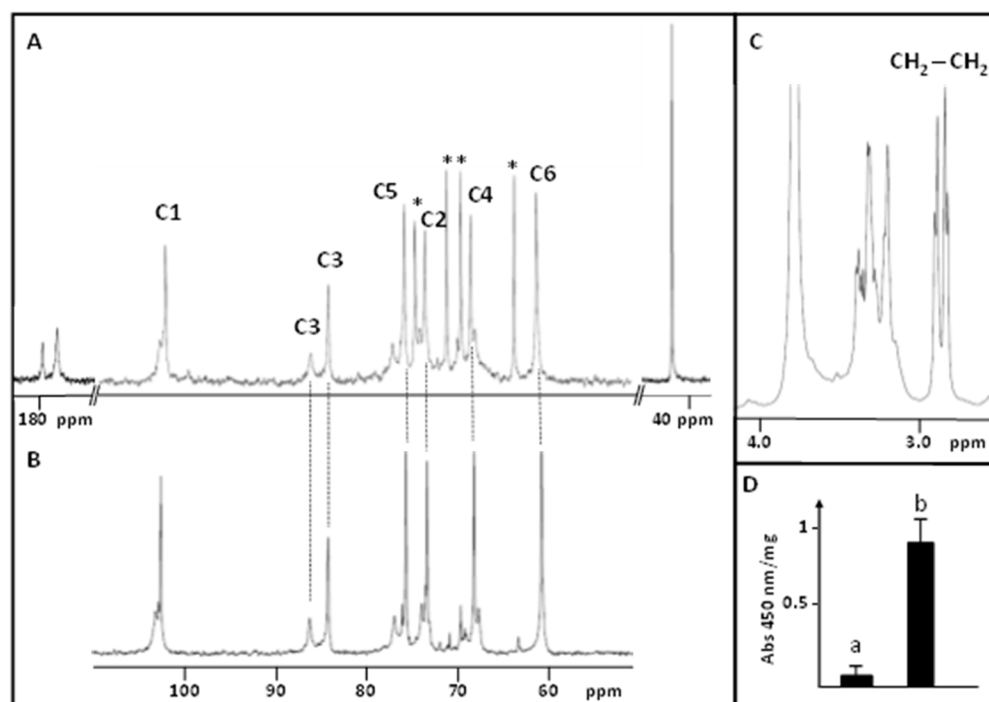 A
C1
C3
C3
C5
*
C2
* *
C4
*
C6
180 ppm
40 ppm
B
100 80 70 60 ppm
C
CH₂–CH₂
4.0 3.0 ppm
D
Abs 450 nm/mg
1
0.5
a
b